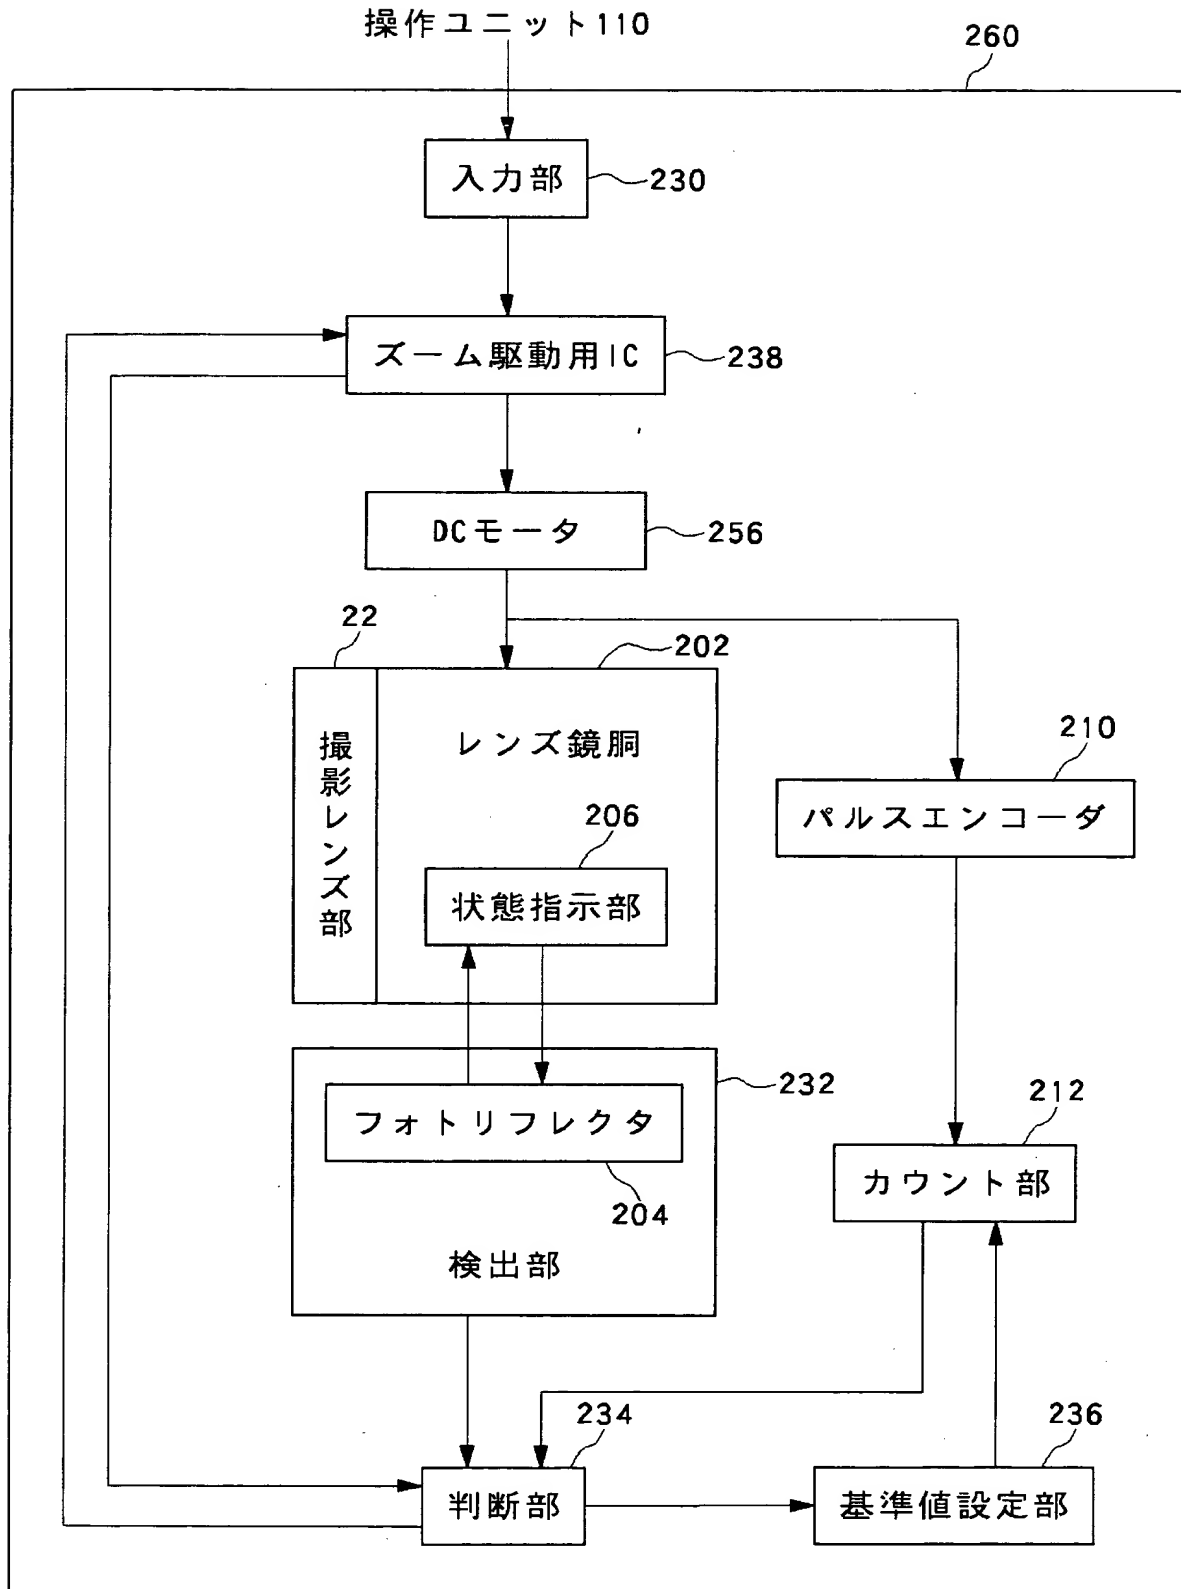 操作ユニット110
260
入力部
230
ズーム駆動用IC
238
DCモータ
256
22
202
撮影レンズ部
レンズ鏡胴
210
パルスエンコーダ
206
状態指示部
232
フォトリフレクタ
204
212
カウント部
検出部
234
236
判断部
基準値設定部